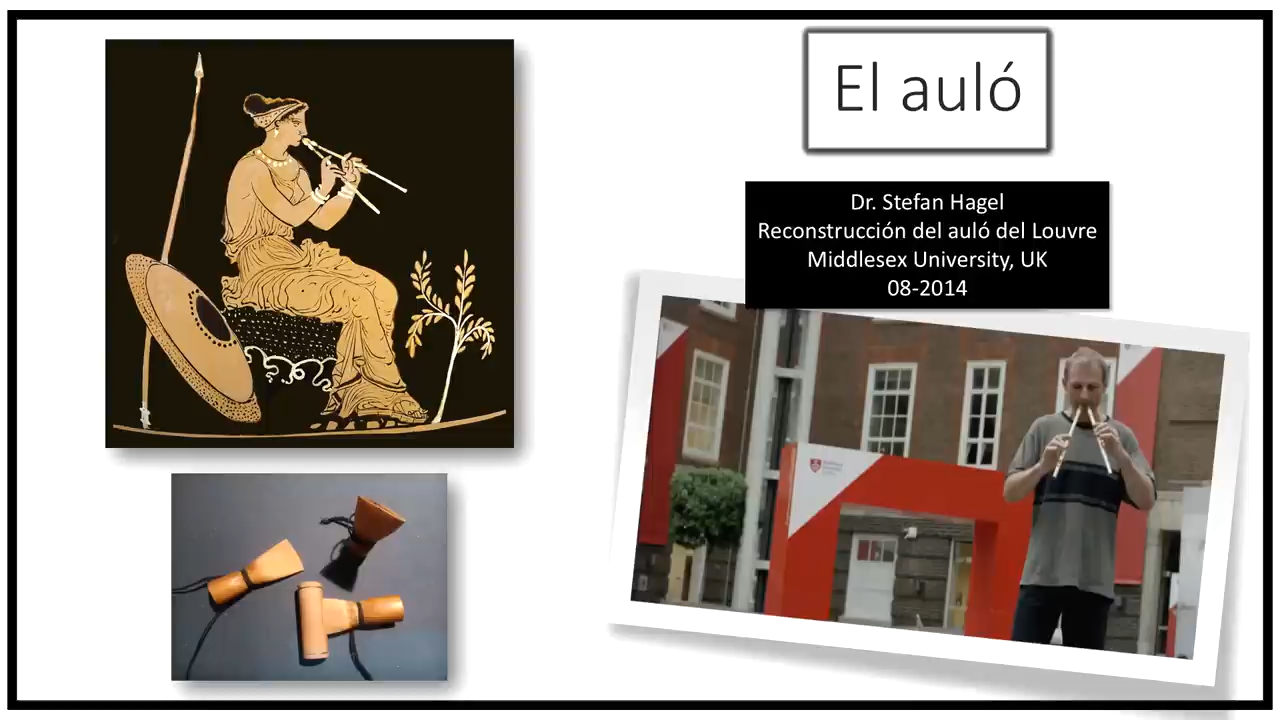 El auló
Dr. Stefan Hagel
Reconstrucción del auló del Louvre
Middlesex University, UK
08-2014